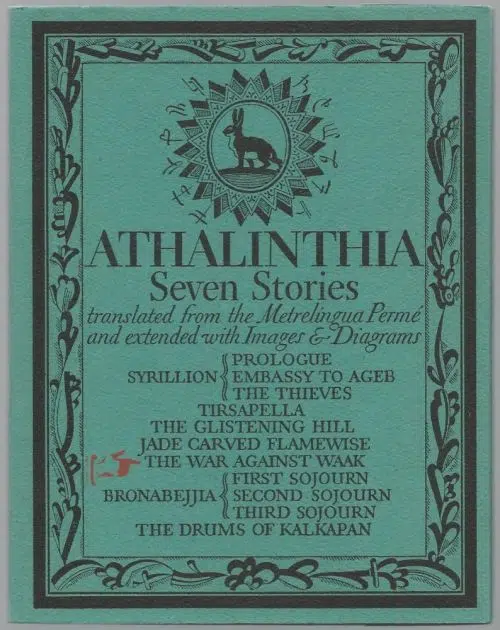 ATHALINTHIA
Seven Stories
translated from the Metrelingua Permé
and extended with Images & Diagrams
PROLOGUE
SYRILLION { EMBASSY TO AGEB
THE THIEVES
TIRSAPELLA
THE GLISTENING HILL
JADE CARVED FLAMEWISE
THE WAR AGAINST WAAK
FIRST SOJOURN
BRONABEJJIA { SECOND SOJOURN
THIRD SOJOURN
THE DRUMS OF KALKAPAN